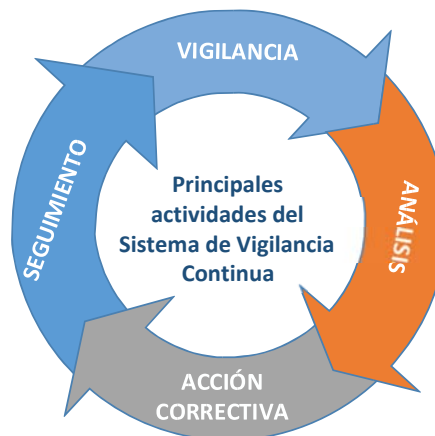 VIGILANCIA
ANÁLISIS
ACCIÓN
CORRECTIVA
SEGUIMIENTO
Principales
actividades del
Sistema de Vigilancia
Continua